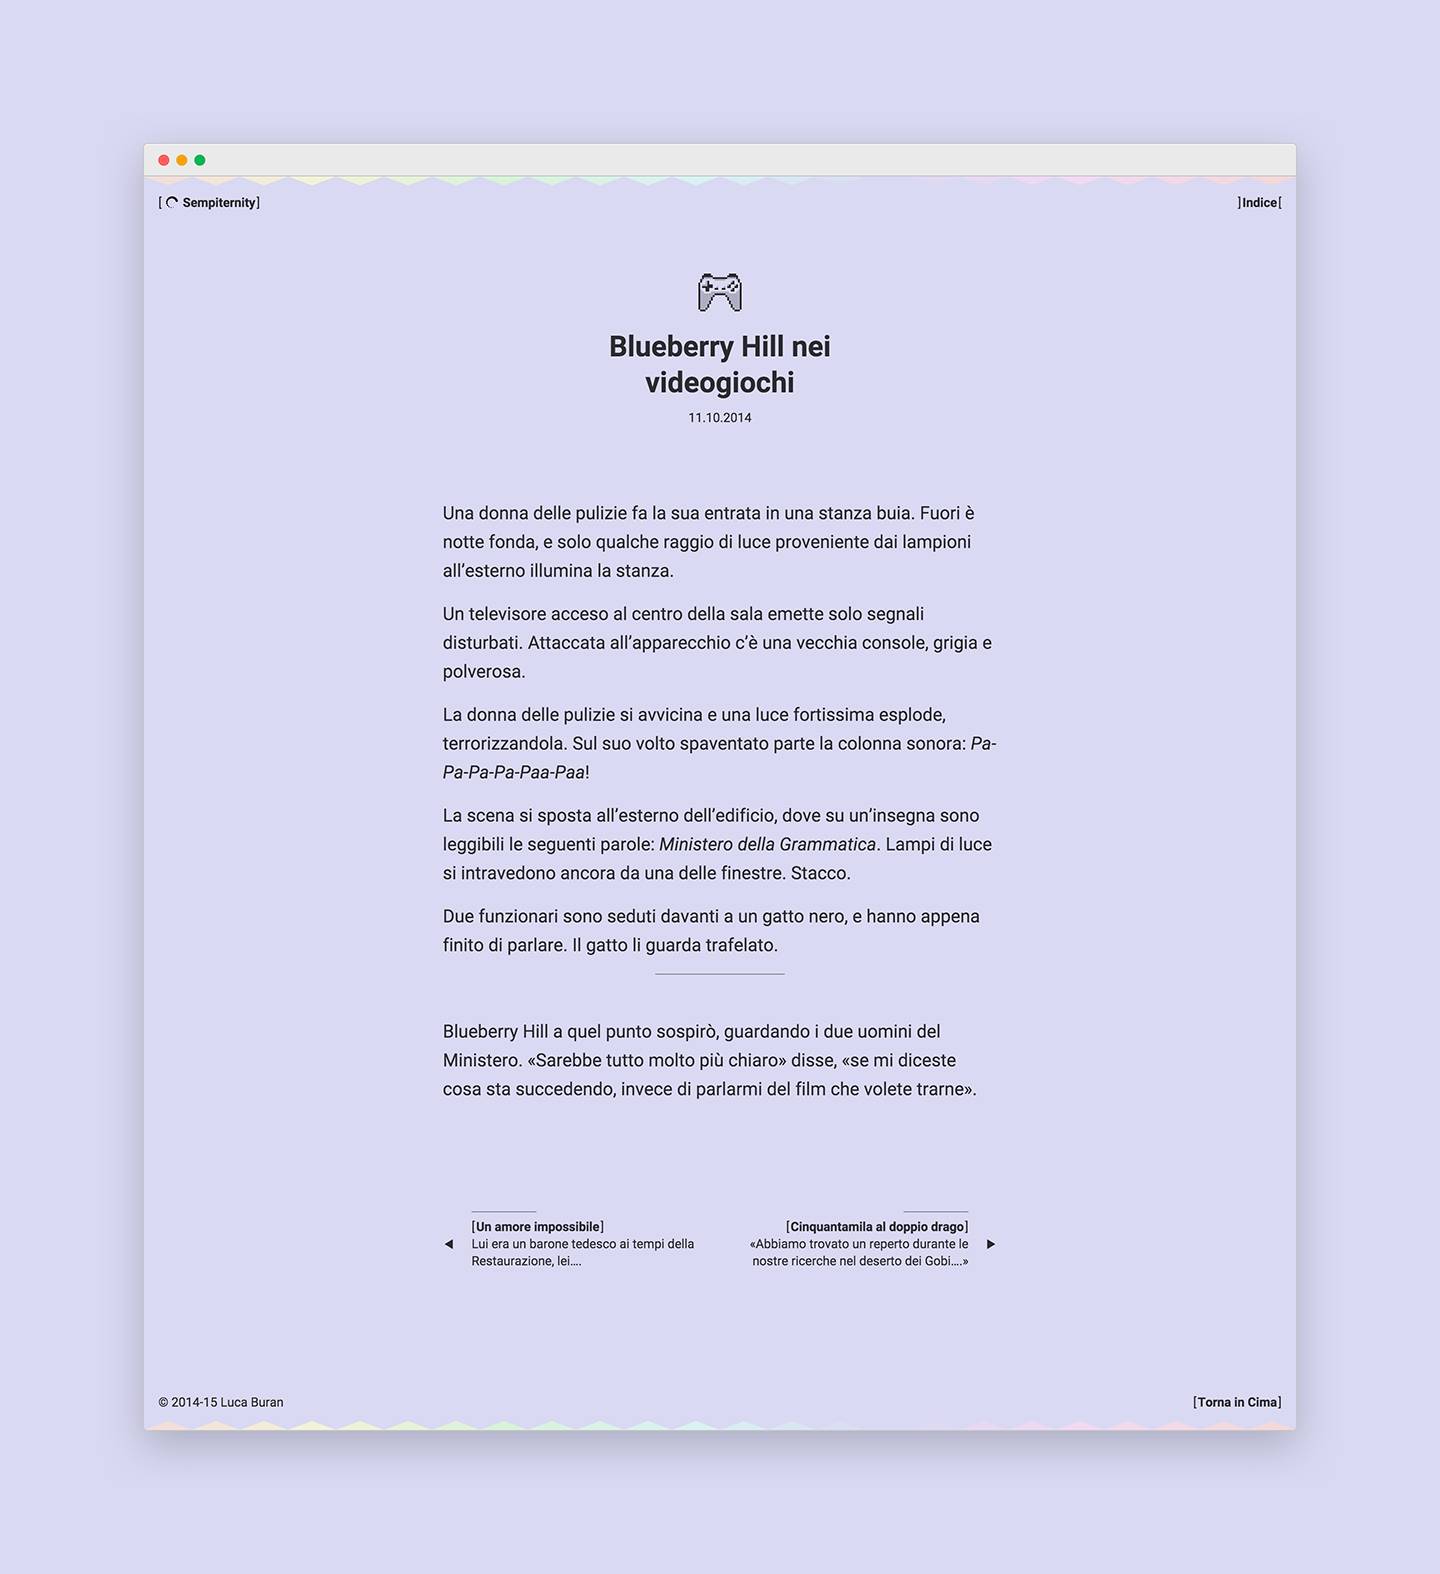 [ Sempiternity]
]Indice[
Blueberry Hill nei
videogiochi
11.10.2014
Una donna delle pulizie fa la sua entrata in una stanza buia. Fuori è
notte fonda, e solo qualche raggio di luce proveniente dai lampioni
all’esterno illumina la stanza.
Un televisore acceso al centro della sala emette solo segnali
disturbati. Attaccata all’apparecchio c’è una vecchia console, grigia e
polverosa.
La donna delle pulizie si avvicina e una luce fortissima esplode,
terrorizzandola. Sul suo volto spaventato parte la colonna sonora: Pa-
Pa-Pa-Pa-Paa-Paa!
La scena si sposta all’esterno dell’edificio, dove su un’insegna sono
leggibili le seguenti parole: Ministero della Grammatica. Lampi di luce
si intravedono ancora da una delle finestre. Stacco.
Due funzionari sono seduti davanti a un gatto nero, e hanno appena
finito di parlare. Il gatto li guarda trafelato.
Blueberry Hill a quel punto sospirò, guardando i due uomini del
Ministero. «Sarebbe tutto molto più chiaro» disse, «se mi diceste
cosa sta succedendo, invece di parlarmi del film che volete trarne».
[Un amore impossibile]
Lui era un barone tedesco ai tempi della
Restaurazione, lei....
[Cinquantamila al doppio drago]
«Abbiamo trovato un reperto durante le
nostre ricerche nel deserto dei Gobi....»
© 2014-15 Luca Buran
[Torna in Cima]